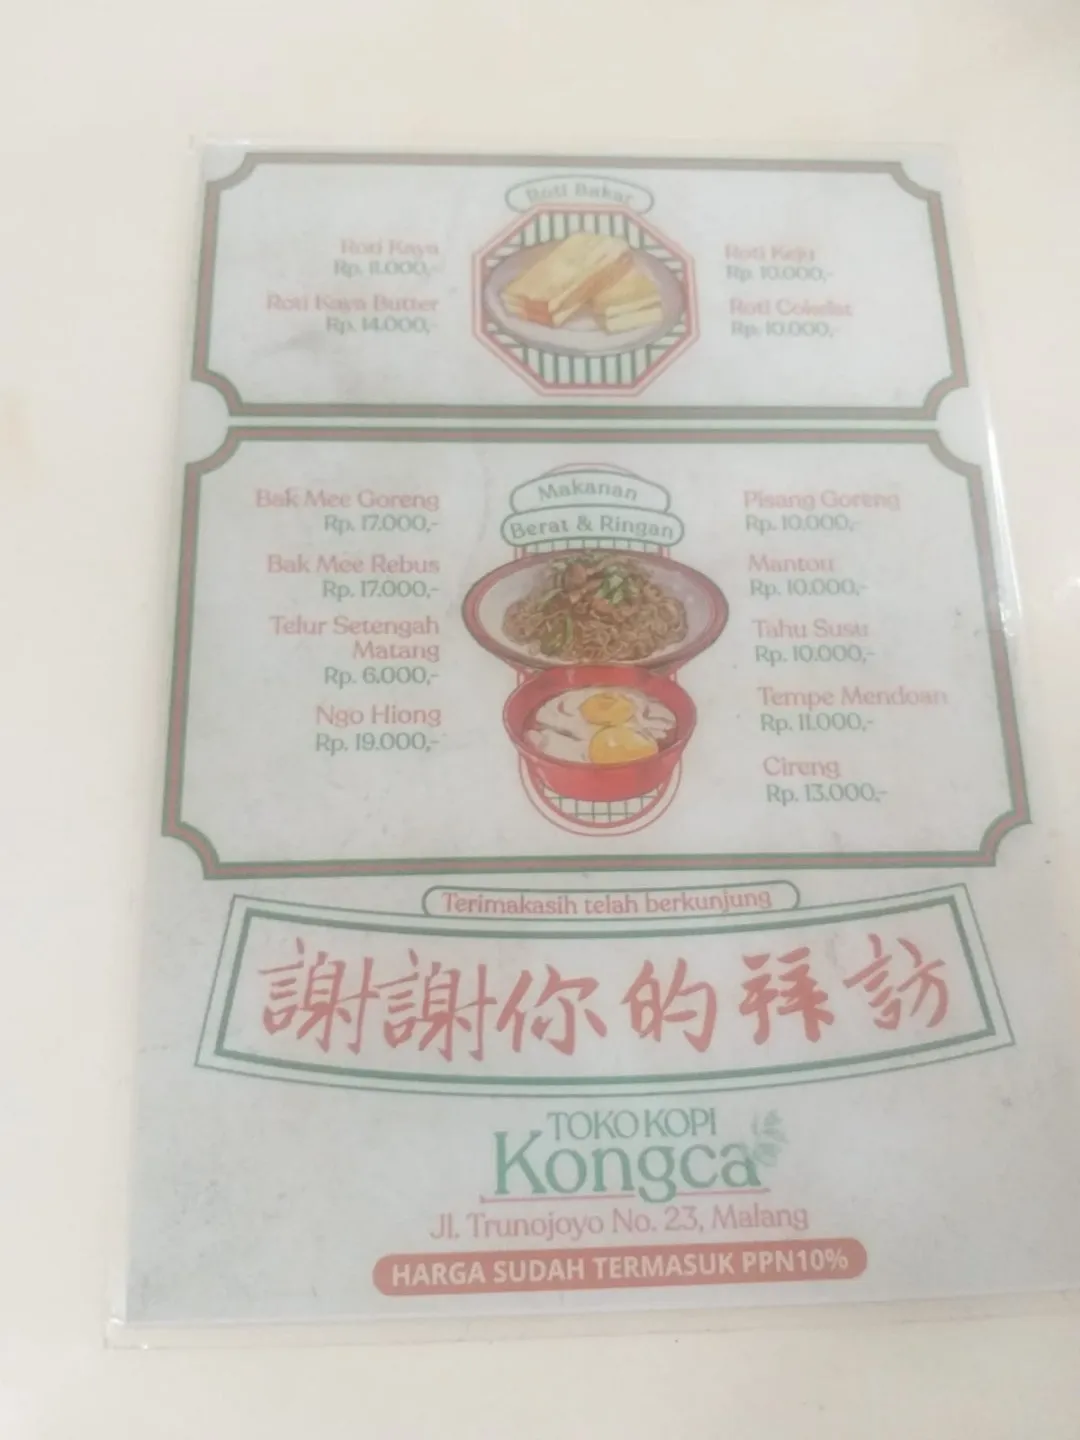 Roti Bakar
Roti Kaya
Rp. 11.000,-
Roti Kaya Butter
Rp. 14.000,-
Roti Keju
Rp. 10.000,-
Roti Cokelat
Rp. 10.000,-
Makanan
Berat & Ringan
Bak Mee Goreng
Rp. 17.000,-
Bak Mee Rebus
Rp. 17.000,-
Telur Setengah
Matang
Rp. 6.000,-
Ngo Hiong
Rp. 19.000,-
Pisang Goreng
Rp. 10.000,-
Mantou
Rp. 10.000,-
Tahu Susu
Rp. 10.000,-
Tempe Mendoan
Rp. 11.000,-
Cireng
Rp. 13.000,-
Terimakasih telah berkunjung
謝謝你的拜訪
TOKO KOPI
Kongca
Jl. Trunojoyo No. 23, Malang
HARGA SUDAH TERMASUK PPN10%